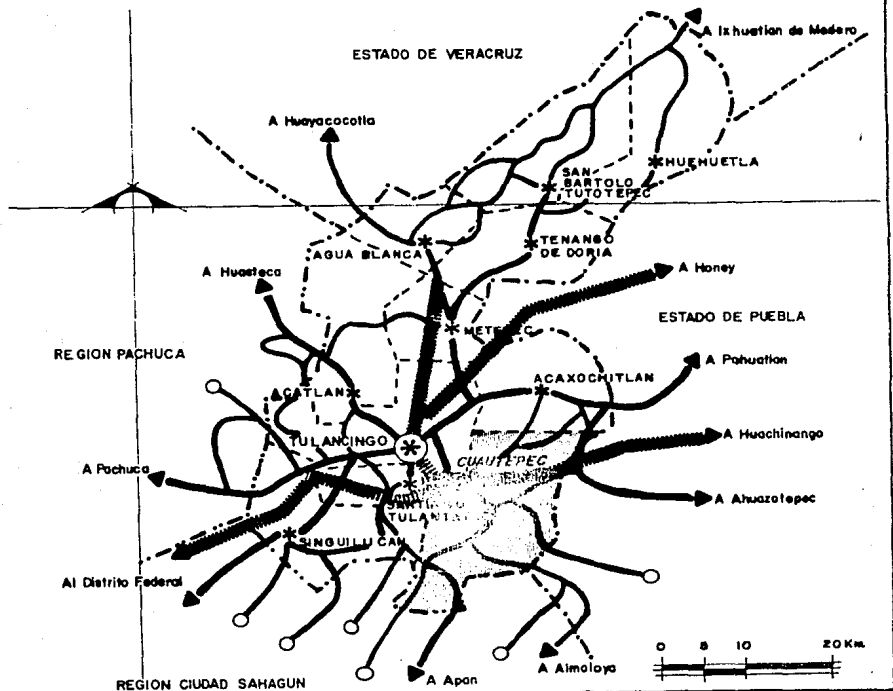 A Ixhuatlan de Madero
ESTADO DE VERACRUZ
A Huayacocotla
HUEHUETLA
SAN
BARTOLO
TUTOTEPEC
AGUA BLANCA
TENANGO
DE DORIA
A Huasteca
A Honey
ESTADO DE PUEBLA
METEPEC
REGION PACHUCA
A Pahuatlan
ACATLAN
ACAXOCHITLAN
TULANCINGO
A Huachinango
CUAUTEPEC
A Pachuca
A Ahuazotepec
SINGUILUCAN
Al Distrito Federal
0 5 10 20 Km.
A Apan
A Almoloya
REGION CIUDAD SAHAGUN